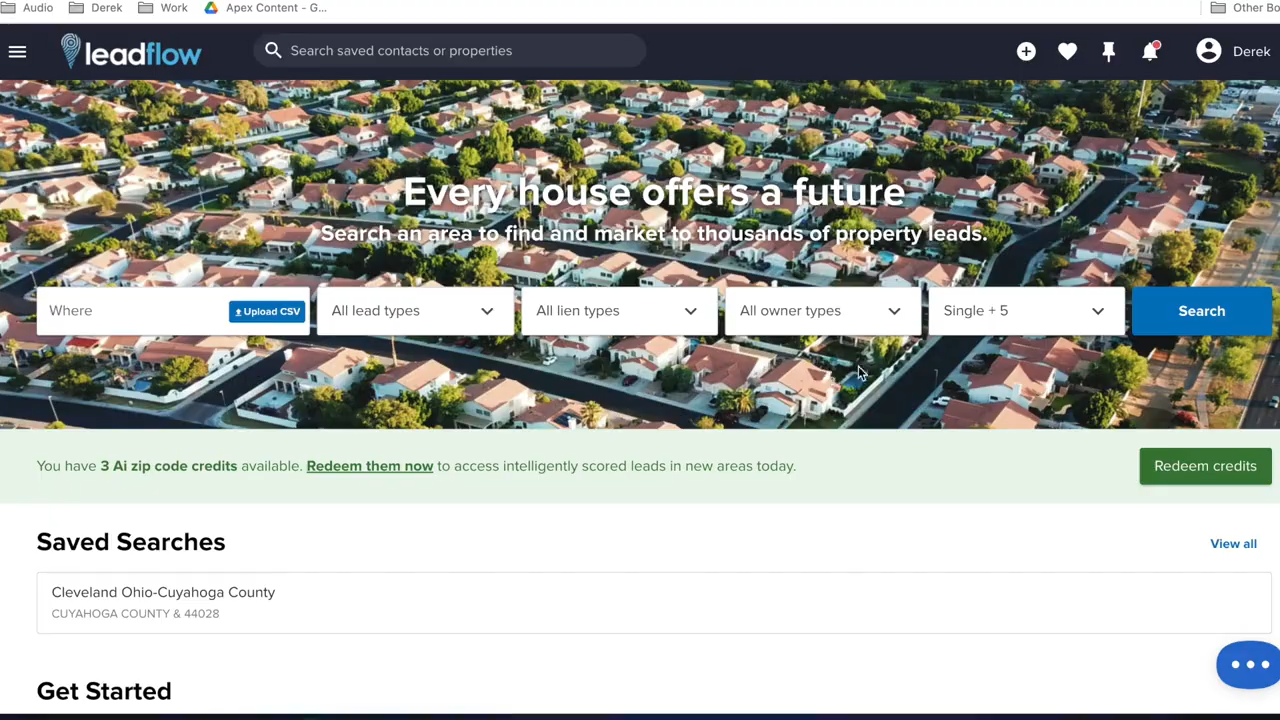 Audio
Derek
Work
Apex Content - G...
Other Bo
leadflow
Search saved contacts or properties
Derek
Every house offers a future
Search an area to find and market to thousands of property leads.
Where
Upload CSV
All lead types
All lien types
All owner types
Single + 5
Search
You have 3 Ai zip code credits available. Redeem them now to access intelligently scored leads in new areas today.
Redeem credits
Saved Searches
View all
Cleveland Ohio-Cuyahoga County
CUYAHOGA COUNTY & 44028
Get Started